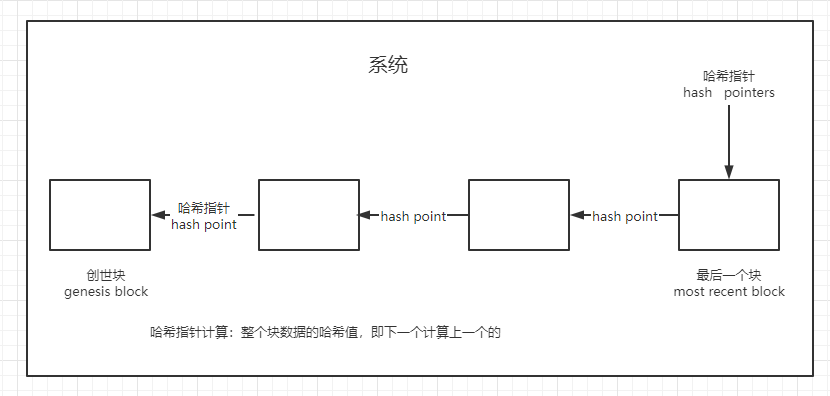 系统
哈希指针
hash pointers
哈希指针
hash point
hash point
hash point
创世块
genesis block
最后一个块
most recent block
哈希指针计算：整个块数据的哈希值，即下一个计算上一个的